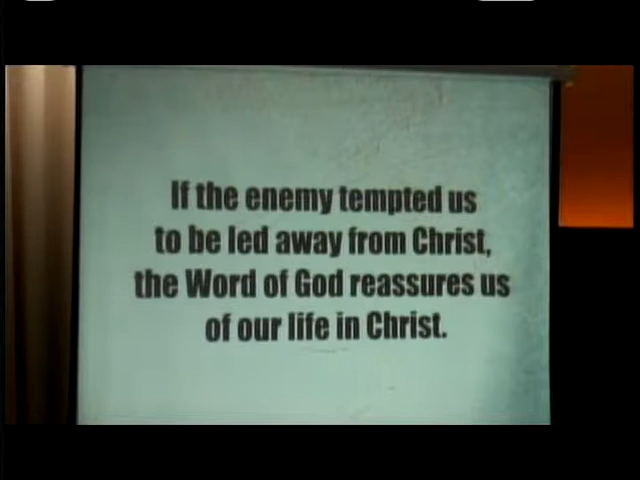 If the enemy tempted us
to be led away from Christ,
the Word of God reassures us
of our life in Christ.